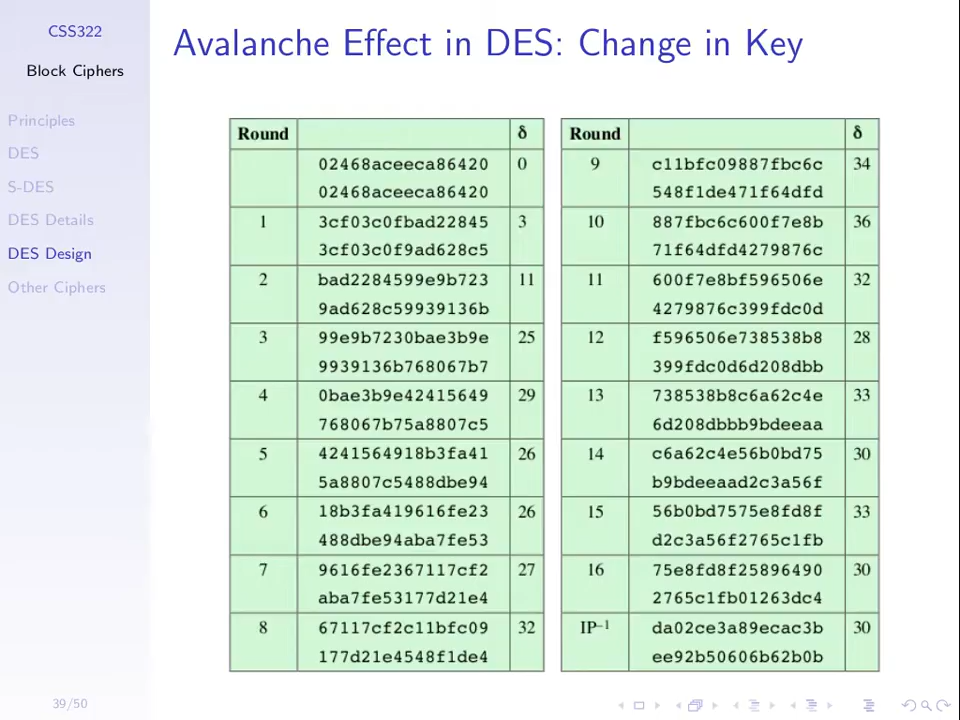 CSS322
Block Ciphers
Principles
DES
S-DES
DES Details
DES Design
Other Ciphers
Avalanche Effect in DES: Change in Key
Round δ
02468aceeca86420 0
02468aceeca86420
1 3cf03c0fbad22845 3
3cf03c0f9ad628c5
2 bad2284599e9b723 11
9ad628c59939136b
3 99e9b7230bae3b9e 25
9939136b768067b7
4 0bae3b9e42415649 29
768067b75a8807c5
5 4241564918b3fa41 26
5a8807c5488dbe94
6 18b3fa419616fe23 26
488dbe94aba7fe53
7 9616fe2367117cf2 27
aba7fe53177d21e4
8 67117cf2c11bfc09 32
177d21e4548f1de4
Round δ
9 c11bfc09887fbc6c 34
548f1de471f64dfd
10 887fbc6c600f7e8b 36
71f64dfd4279876c
11 600f7e8bf596506e 32
4279876c399fdc0d
12 f596506e738538b8 28
399fdc0d6d208dbb
13 738538b8c6a62c4e 33
6d208dbbb9bdeeaa
14 c6a62c4e56b0bd75 30
b9bdeeaad2c3a56f
15 56b0bd7575e8fd8f 33
d2c3a56f2765c1fb
16 75e8fd8f25896490 30
2765c1fb01263dc4
IP⁻¹ da02ce3a89ecac3b 30
ee92b50606b62b0b
39/50